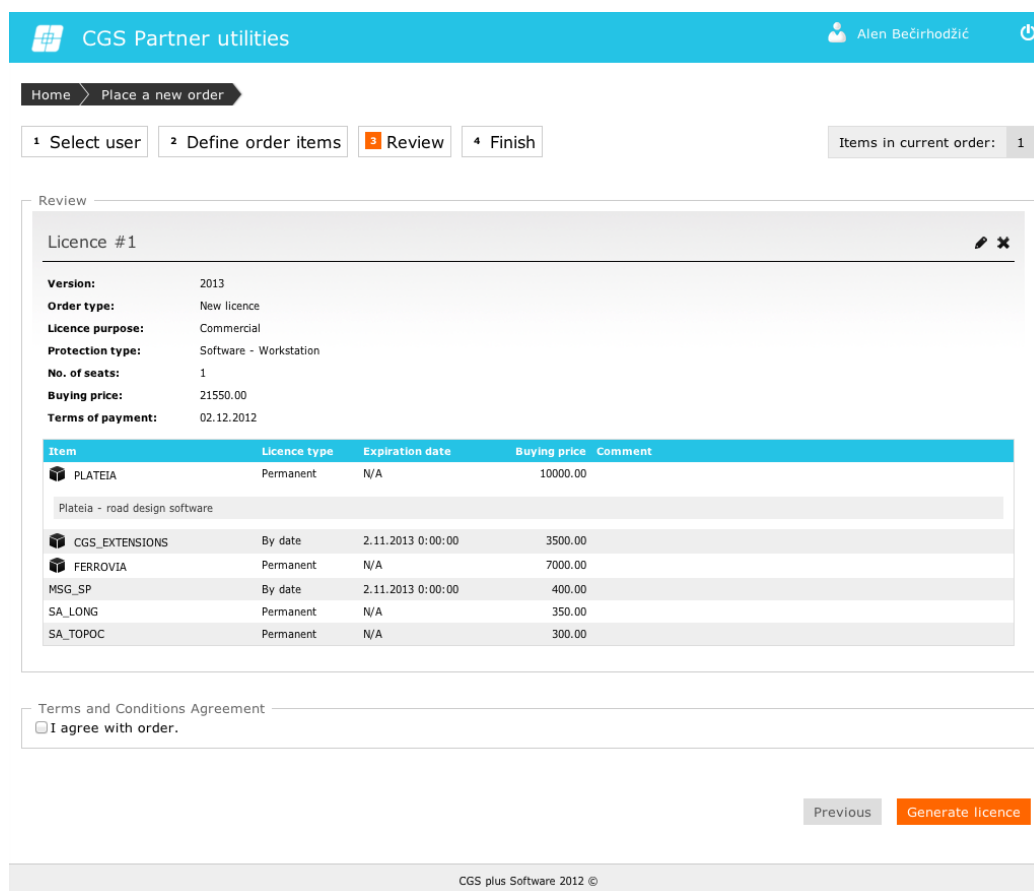 CGS Partner utilities
Alen Bečirhodžić
Home Place a new order
1 Select user 2 Define order items 3 Review 4 Finish
Items in current order: 1
Review
Licence #1
Version: 2013
Order type: New licence
Licence purpose: Commercial
Protection type: Software - Workstation
No. of seats: 1
Buying price: 21550.00
Terms of payment: 02.12.2012
Item Licence type Expiration date Buying price Comment
PLATEIA Permanent N/A 10000.00
Plateia - road design software
CGS_EXTENSIONS By date 2.11.2013 0:00:00 3500.00
FERROVIA Permanent N/A 7000.00
MSG_SP By date 2.11.2013 0:00:00 400.00
SA_LONG Permanent N/A 350.00
SA_TOPOC Permanent N/A 300.00
Terms and Conditions Agreement
I agree with order.
Previous Generate licence
CGS plus Software 2012 ©